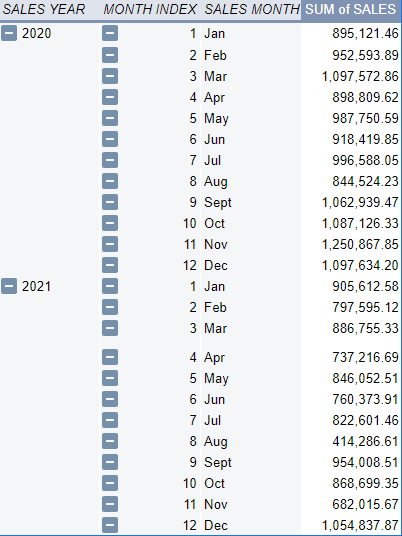 SALES YEAR MONTH INDEX SALES MONTH SUM of SALES
2020 1 Jan 895,121.46
2 Feb 952,593.89
3 Mar 1,097,572.86
4 Apr 898,809.62
5 May 987,750.59
6 Jun 918,419.85
7 Jul 996,588.05
8 Aug 844,524.23
9 Sept 1,062,939.47
10 Oct 1,087,126.33
11 Nov 1,250,867.85
12 Dec 1,097,634.20
2021 1 Jan 905,612.58
2 Feb 797,595.12
3 Mar 886,755.33
4 Apr 737,216.69
5 May 846,052.51
6 Jun 760,373.91
7 Jul 822,601.46
8 Aug 414,286.61
9 Sept 954,008.51
10 Oct 868,699.35
11 Nov 682,015.67
12 Dec 1,054,837.87